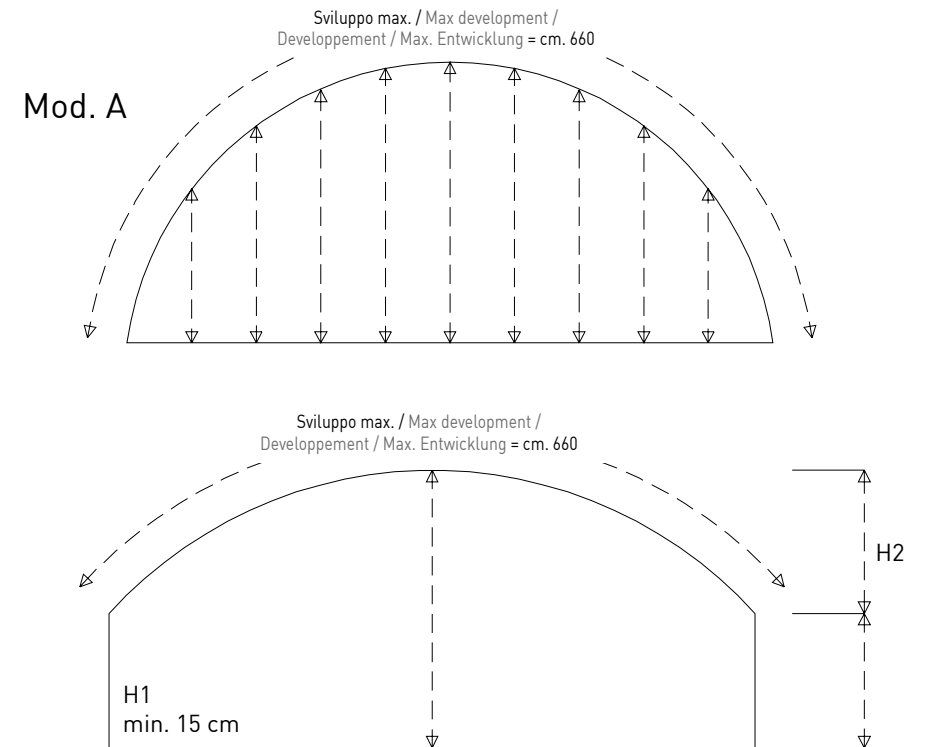 Sviluppo max. / Max development /
Developpement / Max. Entwicklung = cm. 660
Mod. A
Sviluppo max. / Max development /
Developpement / Max. Entwicklung = cm. 660
H2
H1
min. 15 cm